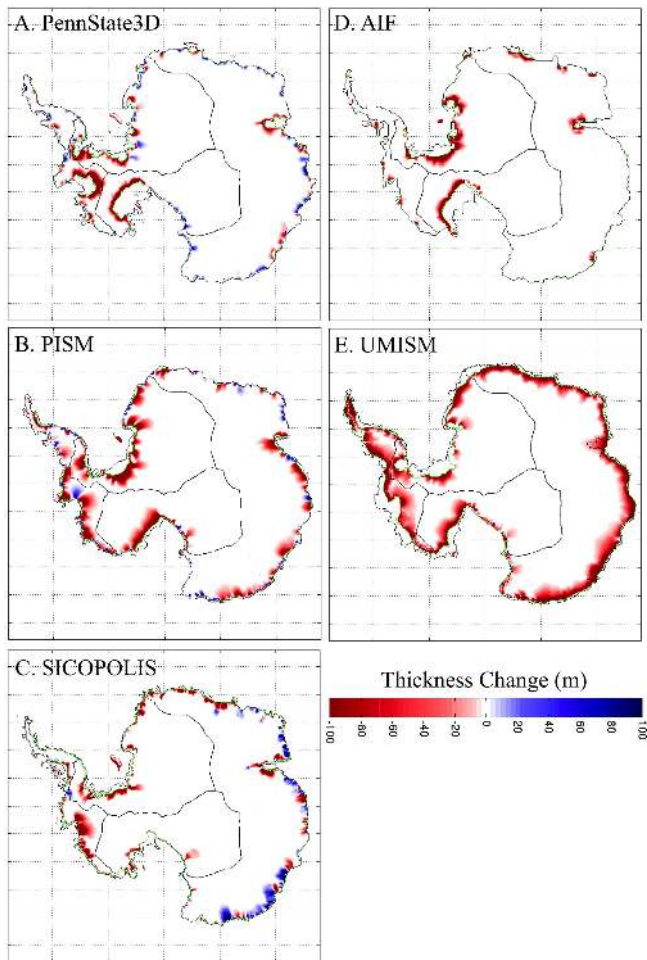 A. PennState3D
D. AIF
B. PISM
E. UMISM
C. SICOPOLIS
Thickness Change (m)
-100
-80
-60
-40
-20
0
20
40
60
80
100